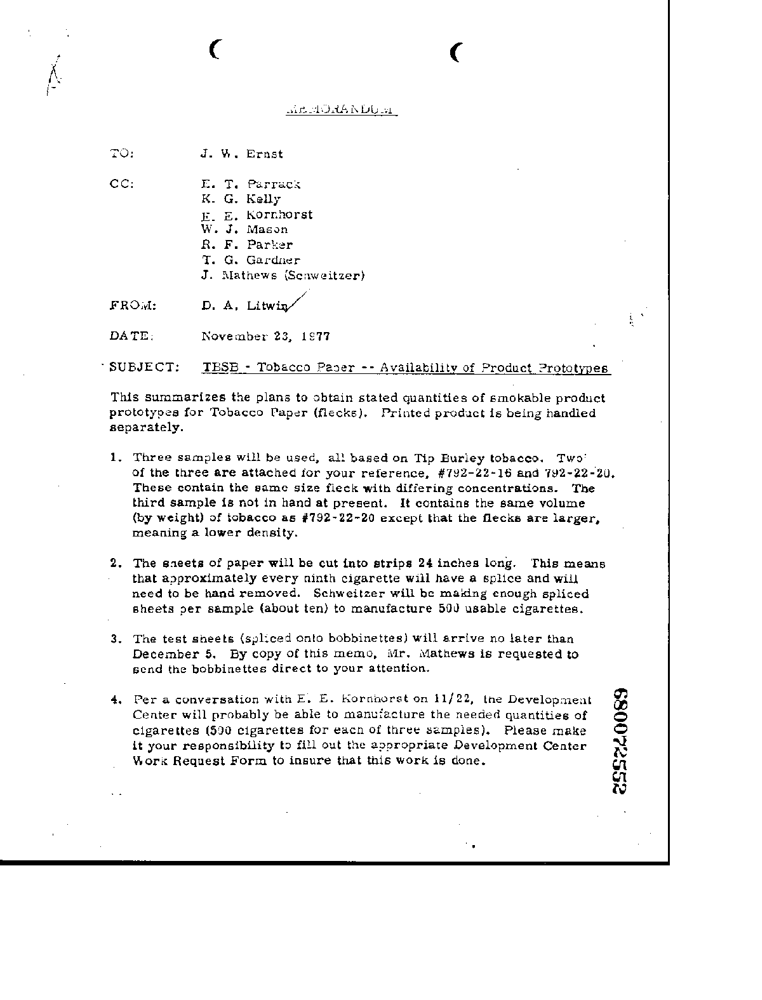 MEMORANDUM
TO: J. W. Ernst
CC: E. T. Parrack
K. G. Kelly
E. E. Kornhorst
W. J. Mason
R. F. Parker
T. G. Gardner
J. Mathews (Schweitzer)
FROM: D. A. Litwin
DATE: November 23, 1977
SUBJECT: TBSE - Tobacco Paper -- Availability of Product Prototypes
This summarizes the plans to obtain stated quantities of smokable product
prototypes for Tobacco Paper (flecks). Printed product is being handled
separately.
1. Three samples will be used, all based on Tip Burley tobacco. Two
of the three are attached for your reference, #792-22-16 and 792-22-20.
These contain the same size fleck with differing concentrations. The
third sample is not in hand at present. It contains the same volume
(by weight) of tobacco as #792-22-20 except that the flecks are larger,
meaning a lower density.
2. The sheets of paper will be cut into strips 24 inches long. This means
that approximately every ninth cigarette will have a splice and will
need to be hand removed. Schweitzer will be making enough spliced
sheets per sample (about ten) to manufacture 500 usable cigarettes.
3. The test sheets (spliced onto bobbinettes) will arrive no later than
December 5. By copy of this memo, Mr. Mathews is requested to
send the bobbinettes direct to your attention.
4. Per a conversation with E. E. Kornhorst on 11/22, the Development
Center will probably be able to manufacture the needed quantities of
cigarettes (500 cigarettes for each of three samples). Please make
it your responsibility to fill out the appropriate Development Center
Work Request Form to insure that this work is done.
680072552